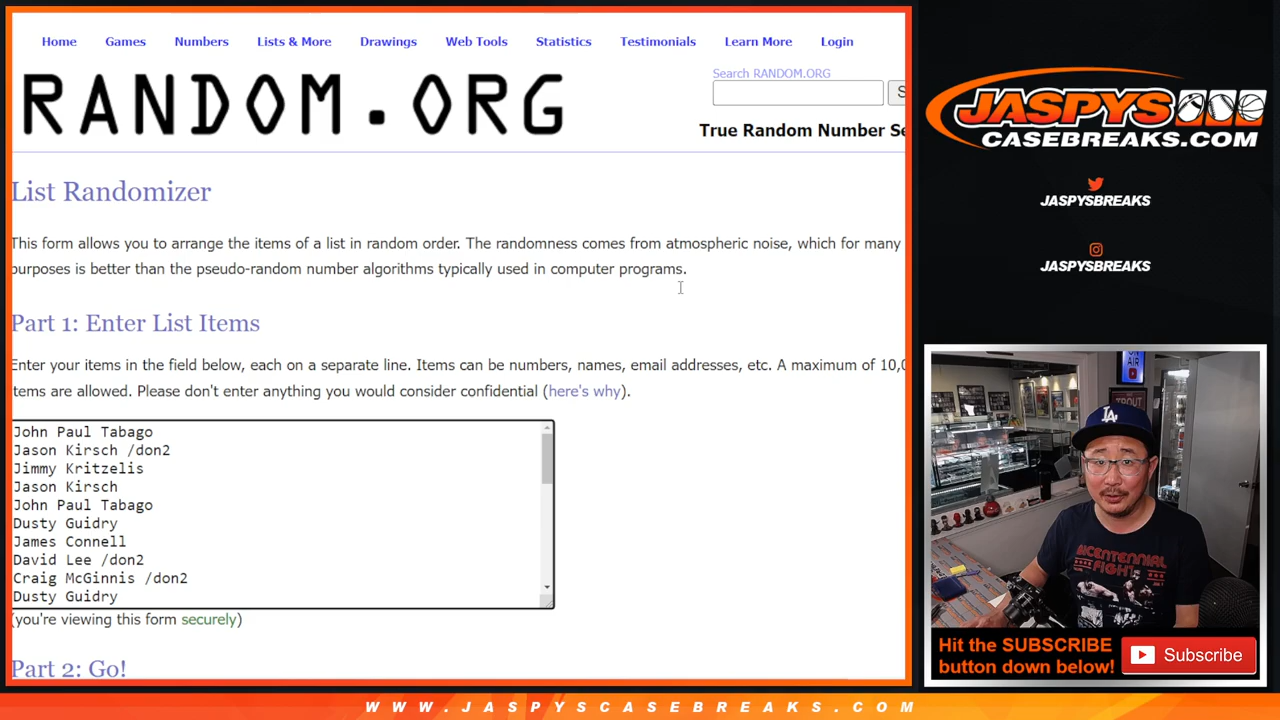 Home Games Numbers Lists & More Drawings Web Tools Statistics Testimonials Learn More Login
RANDOM.ORG
Search RANDOM.ORG
True Random Number
List Randomizer
This form allows you to arrange the items of a list in random order. The randomness comes from atmospheric noise, which for many
purposes is better than the pseudo-random number algorithms typically used in computer programs.
Part 1: Enter List Items
Enter your items in the field below, each on a separate line. Items can be numbers, names, email addresses, etc. A maximum of
items are allowed. Please don't enter anything you would consider confidential (here's why).
John Paul Tabago
Jason Kirsch /don2
Jimmy Kritzelis
Jason Kirsch
John Paul Tabago
Dusty Guidry
James Connell
David Lee /don2
Craig McGinnis /don2
Dusty Guidry
(you're viewing this form securely)
Part 2: Go!
JASPYS
CASEBREAKS.COM
JASPYSBREAKS
JASPYSBREAKS
ON
AIR
TROUT
LA
BICENTENNIAL
FIGHT
Hit the SUBSCRIBE
button down below!
Subscribe
WWW.JASPYSCASEBREAKS.COM